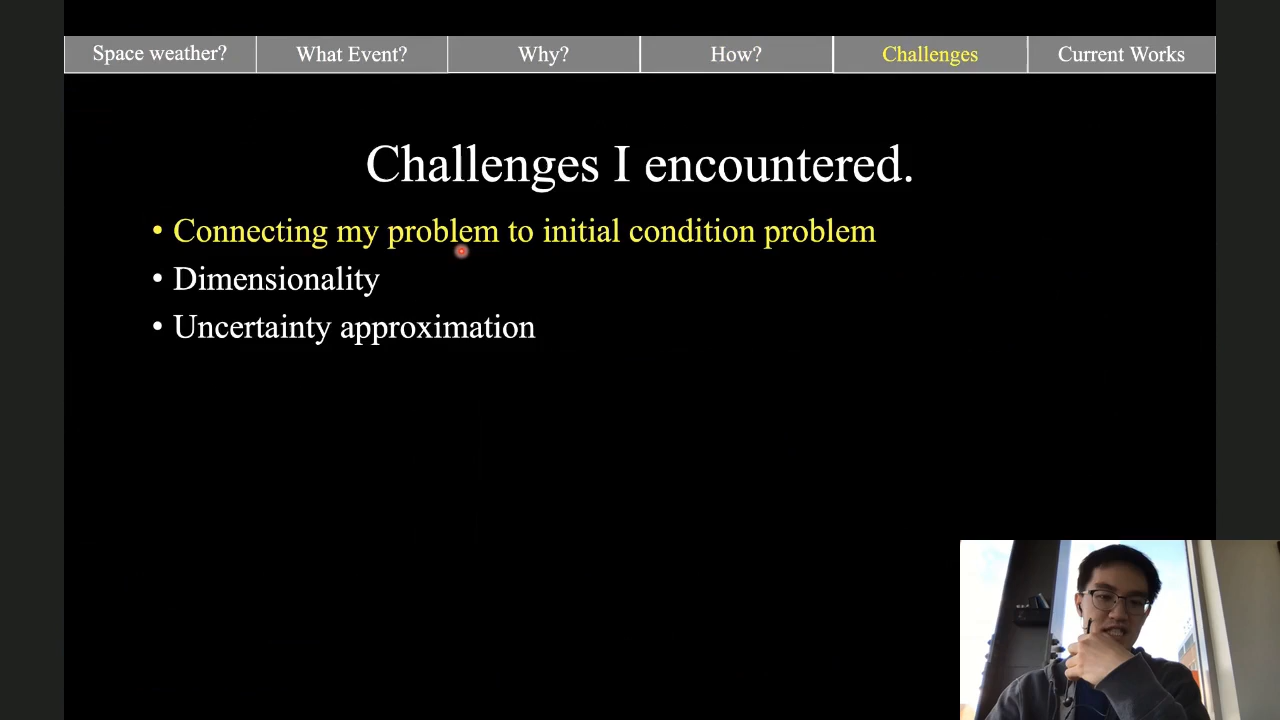 Space weather?
What Event?
Why?
How?
Challenges
Current Works
Challenges I encountered.
• Connecting my problem to initial condition problem
• Dimensionality
• Uncertainty approximation